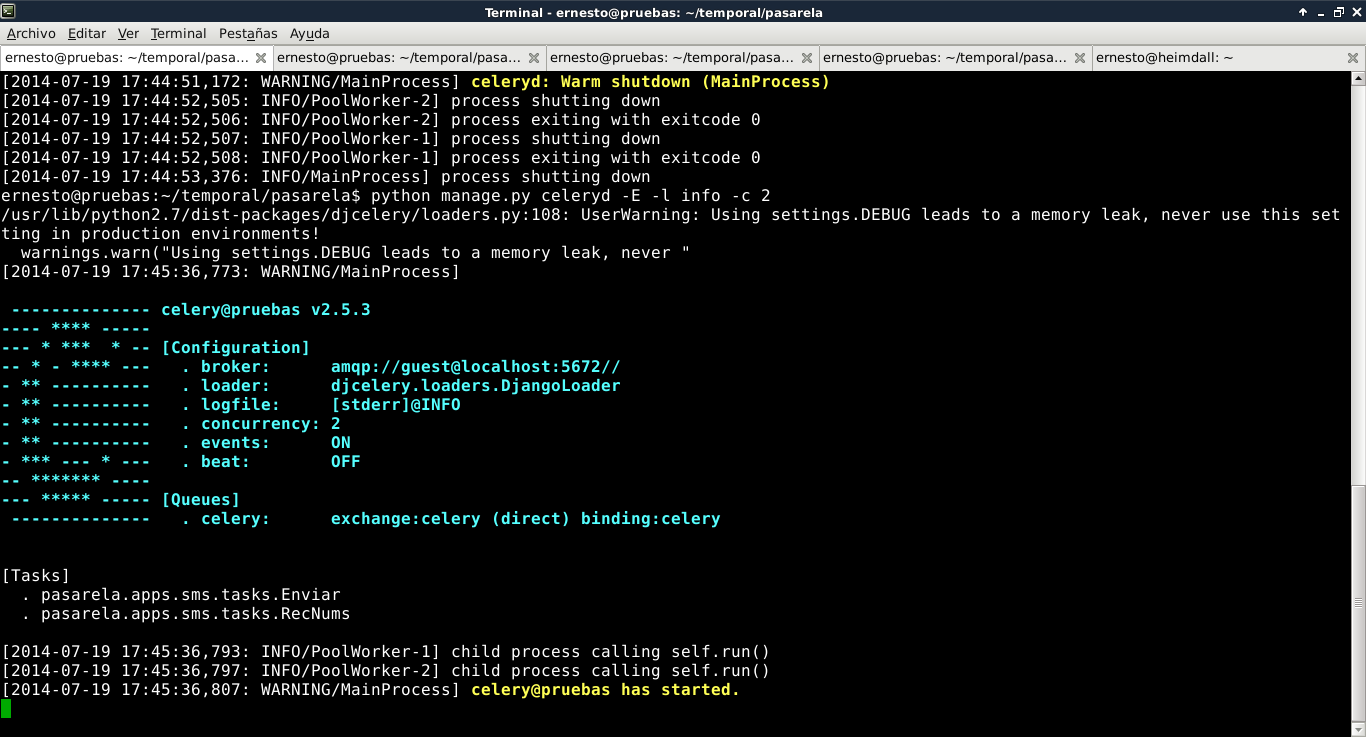 Terminal - ernesto@pruebas: ~/temporal/pasarela
Archivo Editar Ver Terminal Pestañas Ayuda
ernesto@pruebas: ~/temporal/pasa... ernesto@pruebas: ~/temporal/pasa... ernesto@pruebas: ~/temporal/pasa... ernesto@pruebas: ~/temporal/pasa... ernesto@heimdall: ~
[2014-07-19 17:44:51,172: WARNING/MainProcess] celeryd: Warm shutdown (MainProcess)
[2014-07-19 17:44:52,505: INFO/PoolWorker-2] process shutting down
[2014-07-19 17:44:52,506: INFO/PoolWorker-2] process exiting with exitcode 0
[2014-07-19 17:44:52,507: INFO/PoolWorker-1] process shutting down
[2014-07-19 17:44:52,508: INFO/PoolWorker-1] process exiting with exitcode 0
[2014-07-19 17:44:53,376: INFO/MainProcess] process shutting down
ernesto@pruebas:~/temporal/pasarela$ python manage.py celeryd -E -l info -c 2
/usr/lib/python2.7/dist-packages/djcelery/loaders.py:108: UserWarning: Using settings.DEBUG leads to a memory leak, never use this set
ting in production environments!
  warnings.warn("Using settings.DEBUG leads to a memory leak, never "
[2014-07-19 17:45:36,773: WARNING/MainProcess]
 -------------- celery@pruebas v2.5.3
---- **** -----
--- * ***  * -- [Configuration]
-- * - **** ---   . broker:      amqp://guest@localhost:5672//
- ** ----------   . loader:      djcelery.loaders.DjangoLoader
- ** ----------   . logfile:     [stderr]@INFO
- ** ----------   . concurrency: 2
- ** ----------   . events:      ON
- *** --- * ---   . beat:        OFF
-- ******* ----
--- ***** ----- [Queues]
 --------------   . celery:      exchange:celery (direct) binding:celery
[Tasks]
  . pasarela.apps.sms.tasks.Enviar
  . pasarela.apps.sms.tasks.RecNums
[2014-07-19 17:45:36,793: INFO/PoolWorker-1] child process calling self.run()
[2014-07-19 17:45:36,797: INFO/PoolWorker-2] child process calling self.run()
[2014-07-19 17:45:36,807: WARNING/MainProcess] celery@pruebas has started.